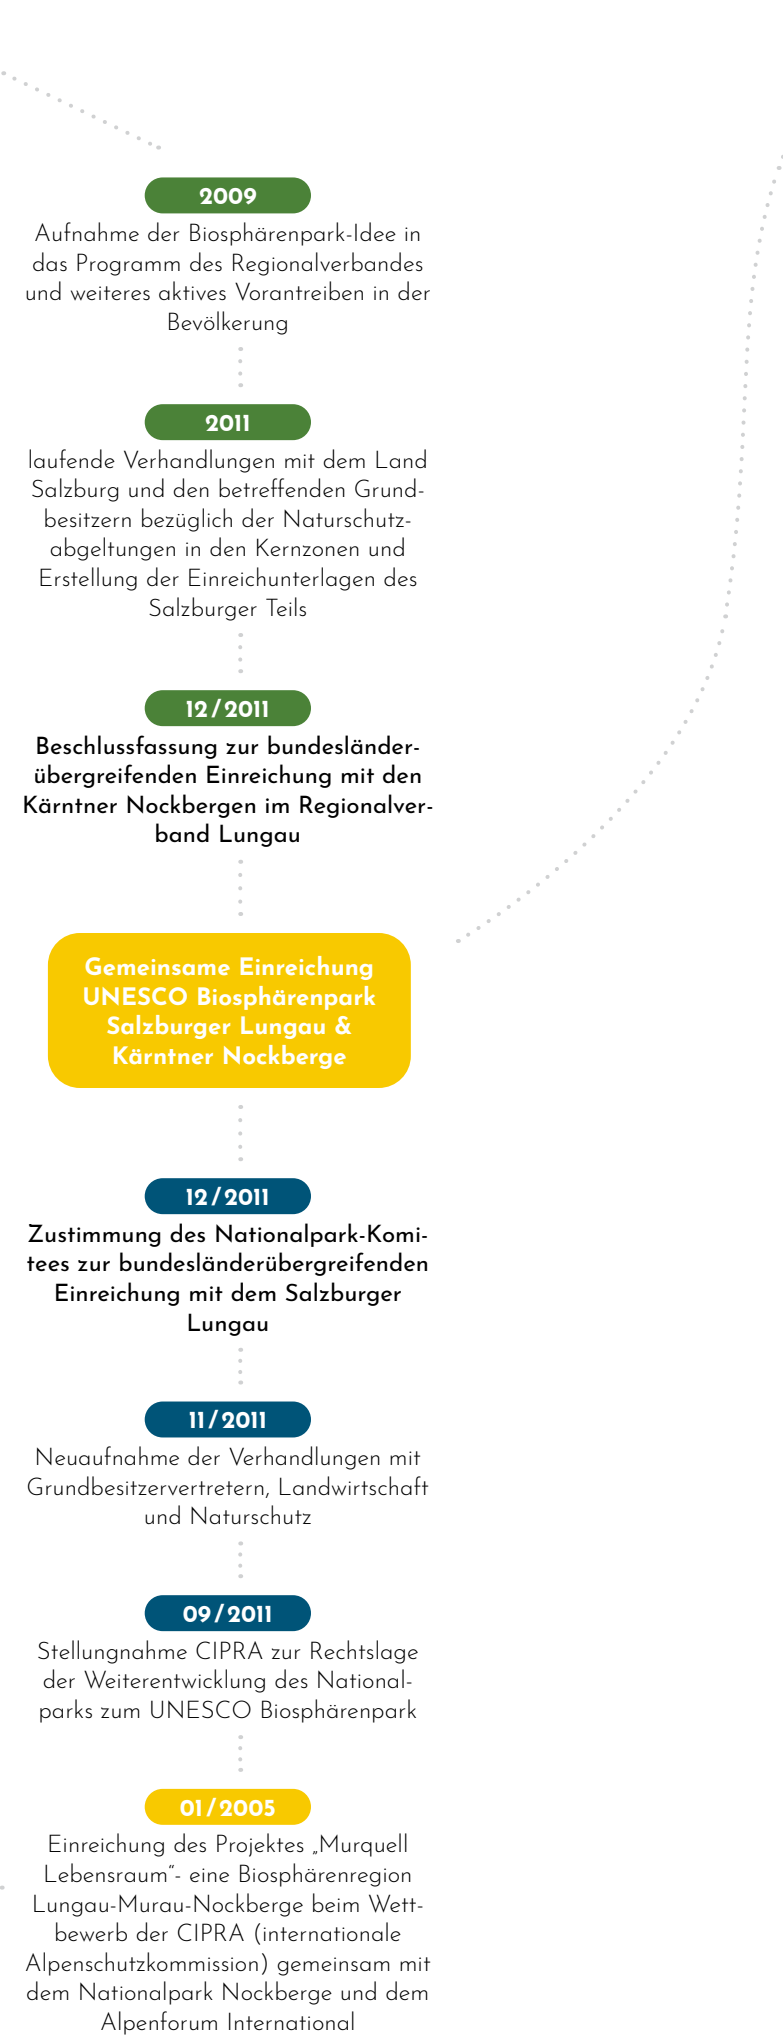 2009
Aufnahme der Biosphärenpark-Idee in
das Programm des Regionalverbandes
und weiteres aktives Vorantreiben in der
Bevölkerung
2011
laufende Verhandlungen mit dem Land
Salzburg und den betreffenden Grund-
besitzern bezüglich der Naturschutz-
abgeltungen in den Kernzonen und
Erstellung der Einreichunterlagen des
Salzburger Teils
12/2011
Beschlussfassung zur bundesländer-
übergreifenden Einreichung mit den
Kärntner Nockbergen im Regionalver-
band Lungau
Gemeinsame Einreichung
UNESCO Biosphärenpark
Salzburger Lungau &
Kärntner Nockberge
12/2011
Zustimmung des Nationalpark-Komi-
tees zur bundesländerübergreifenden
Einreichung mit dem Salzburger
Lungau
11/2011
Neuaufnahme der Verhandlungen mit
Grundbesitzervertretern, Landwirtschaft
und Naturschutz
09/2011
Stellungnahme CIPRA zur Rechtslage
der Weiterentwicklung des National-
parks zum UNESCO Biosphärenpark
01/2005
Einreichung des Projektes „Murquell
Lebensraum“- eine Biosphärenregion
Lungau-Murau-Nockberge beim Wett-
bewerb der CIPRA (internationale
Alpenschutzkommission) gemeinsam mit
dem Nationalpark Nockberge und dem
Alpenforum International